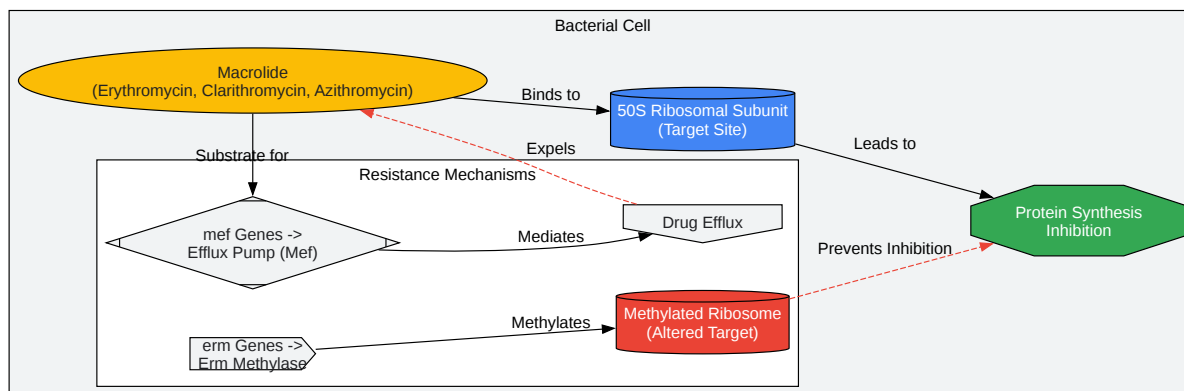 Bacterial Cell
Macrolide
(Erythromycin, Clarithromycin, Azithromycin)
Binds to
50S Ribosomal Subunit
(Target Site)
Leads to
Substrate for
Expels
Resistance Mechanisms
mef Genes ->
Efflux Pump (Mef)
Mediates
Drug Efflux
Protein Synthesis
Inhibition
Prevents Inhibition
erm Genes ->
Erm Methylase
Methylates
Methylated Ribosome
(Altered Target)